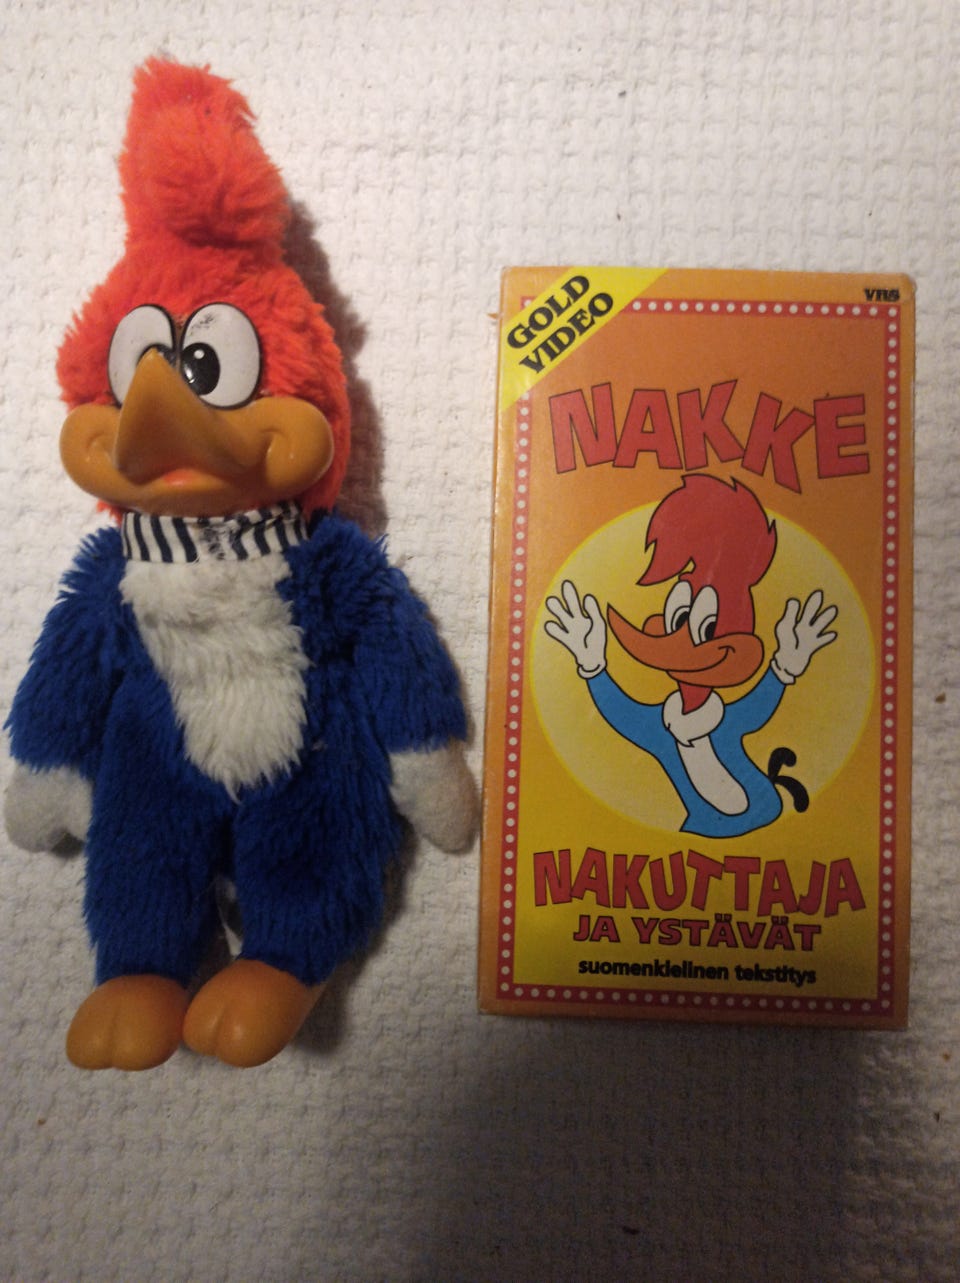 GOLD
VIDEO
VHS
NAKKE
NAKUTTAJA
JA YSTÄVÄT
suomenkielinen tekstitys